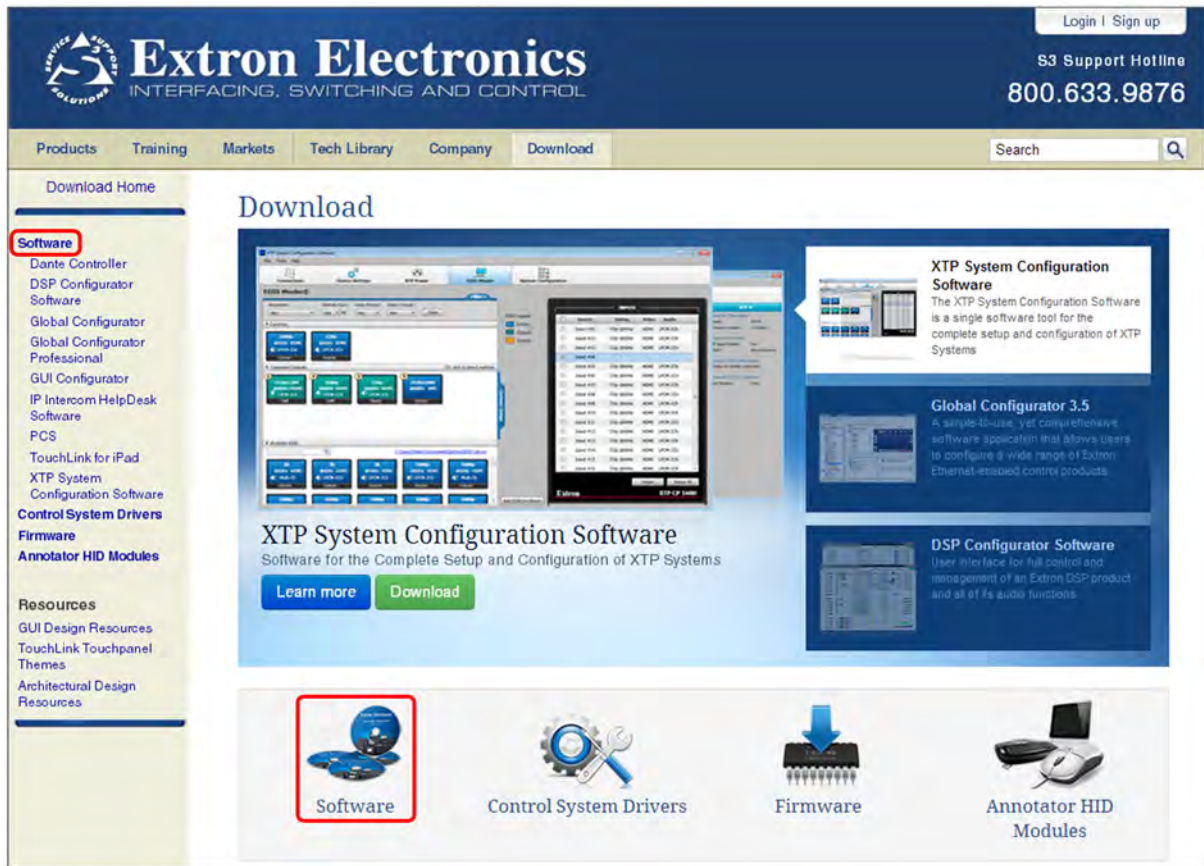 Login | Sign up
SERVICE SUPPORT SOLUTIONS
S3
Extron Electronics
INTERFACING, SWITCHING AND CONTROL
S3 Support Hotline
800.633.9876
Products Training Markets Tech Library Company Download
Search
Download Home
Software
Dante Controller
DSP Configurator
Software
Global Configurator
Global Configurator
Professional
GUI Configurator
IP Intercom HelpDesk
Software
PCS
TouchLink for iPad
XTP System
Configuration Software
Control System Drivers
Firmware
Annotator HID Modules
Resources
GUI Design Resources
TouchLink Touchpanel
Themes
Architectural Design
Resources
Download
Extron
XTP System Configuration Software
Software for the Complete Setup and Configuration of XTP Systems
Learn more Download
XTP System Configuration
Software
The XTP System Configuration Software
is a single software tool for the
complete setup and configuration of XTP
Systems
Global Configurator 3.5
A simple-to-use, yet comprehensive
software application that allows users
to configure a wide range of Extron
Ethernet-enabled control products.
DSP Configurator Software
User interface for full control and
management of an Extron DSP product
and all of its audio functions
Software
Control System Drivers
Firmware
Annotator HID
Modules